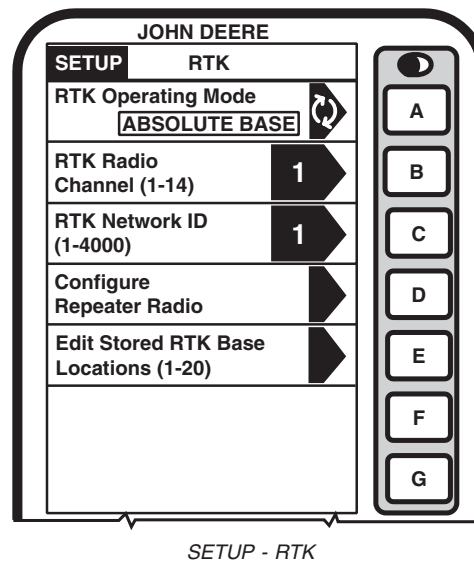 JOHN DEERE
SETUP RTK
RTK Operating Mode
ABSOLUTE BASE
RTK Radio
Channel (1-14)
1
RTK Network ID
(1-4000)
1
Configure
Repeater Radio
Edit Stored RTK Base
Locations (1-20)
A
B
C
D
E
F
G
SETUP - RTK